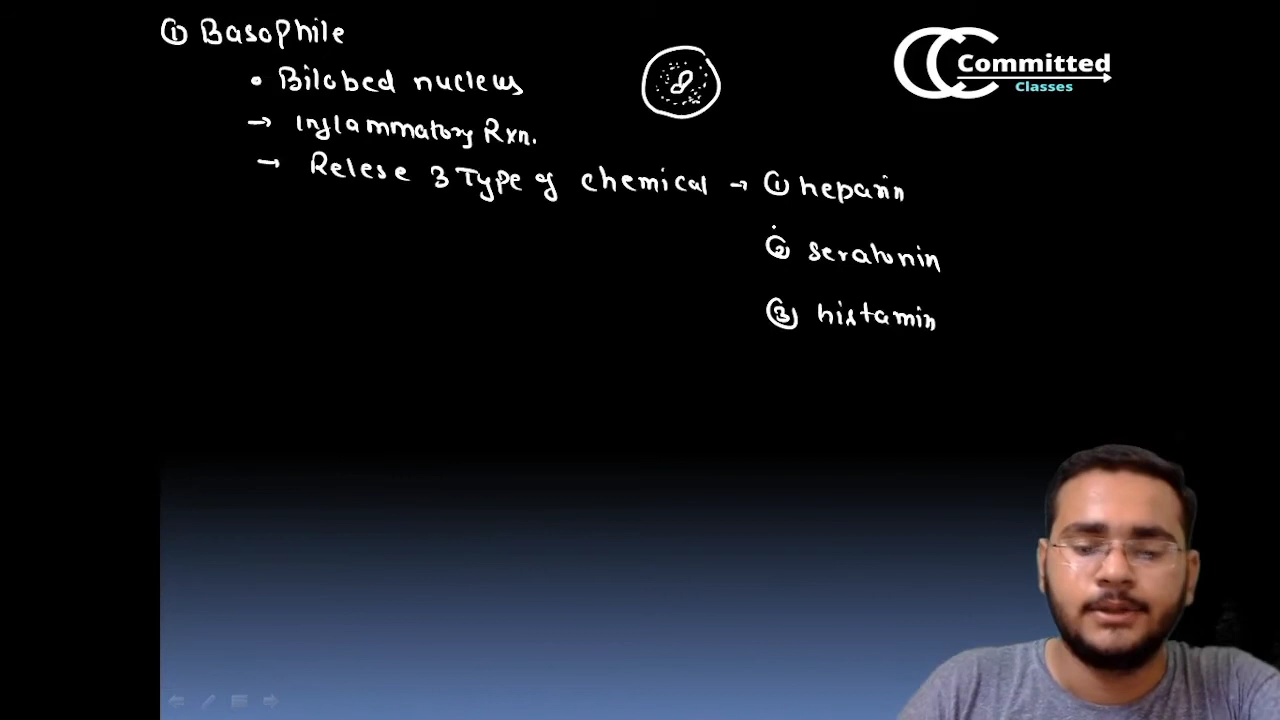 ① Basophile
• Bilobed nucleus
→ Inflammatory Rxn.
→ Relese 3 Type of chemical → ① heparin
② seratonin
③ histamin
CC Committed
Classes